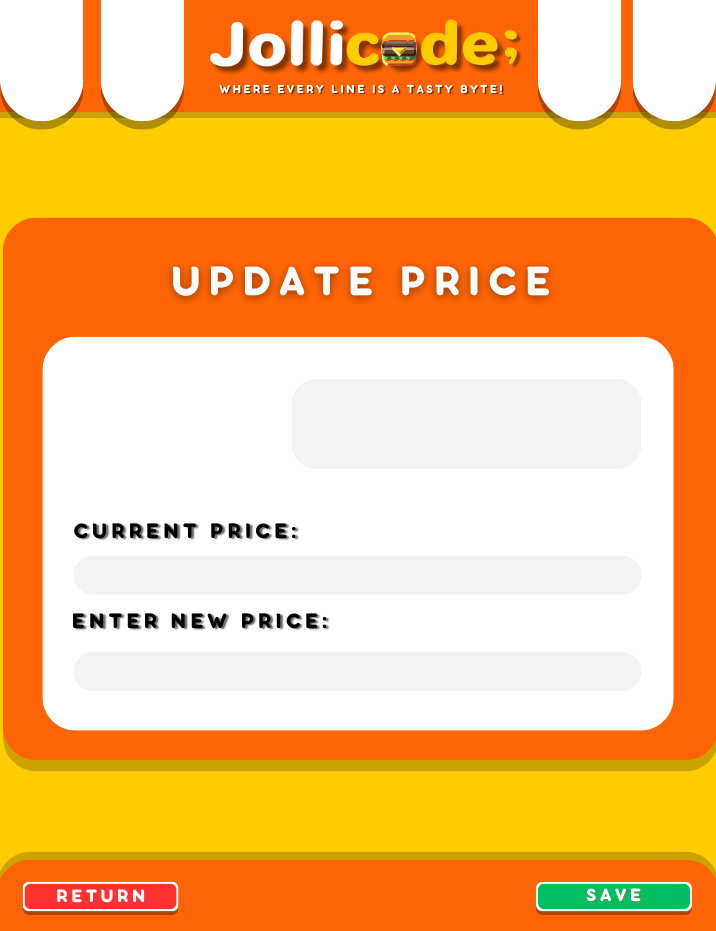 Jollicode;
WHERE EVERY LINE IS A TASTY BYTE!
UPDATE PRICE
CURRENT PRICE:
ENTER NEW PRICE:
RETURN
SAVE